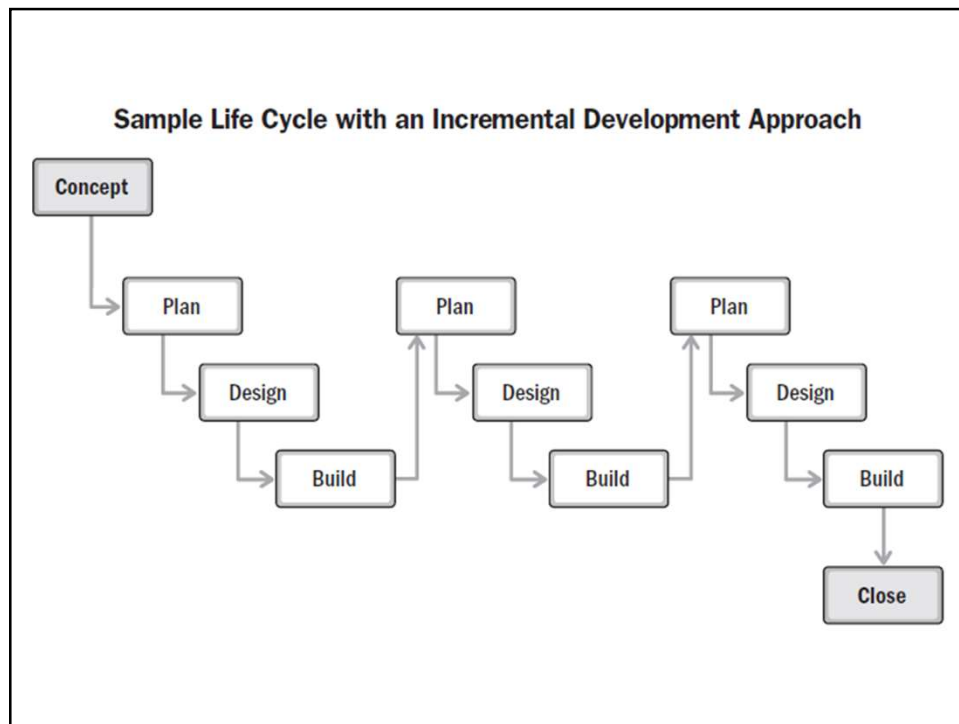 Sample Life Cycle with an Incremental Development Approach
Concept
Plan
Plan
Plan
Design
Design
Design
Build
Build
Build
Close